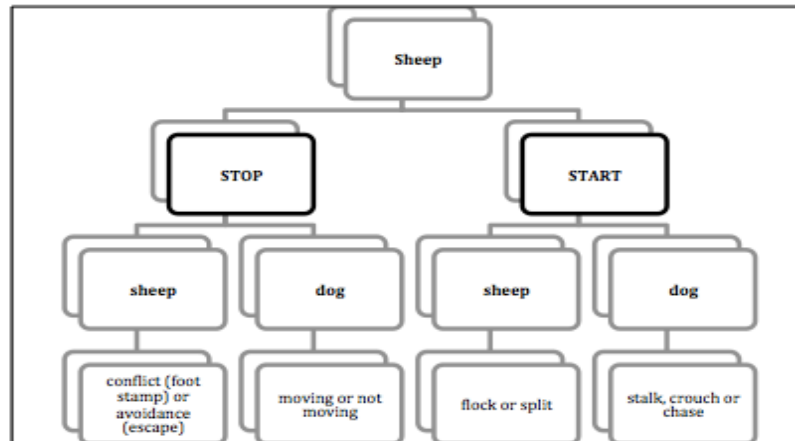 Sheep
STOP
START
sheep
dog
sheep
dog
conflict (foot
stamp) or
avoidance
(escape)
moving or not
moving
flock or split
stalk, crouch or
chase